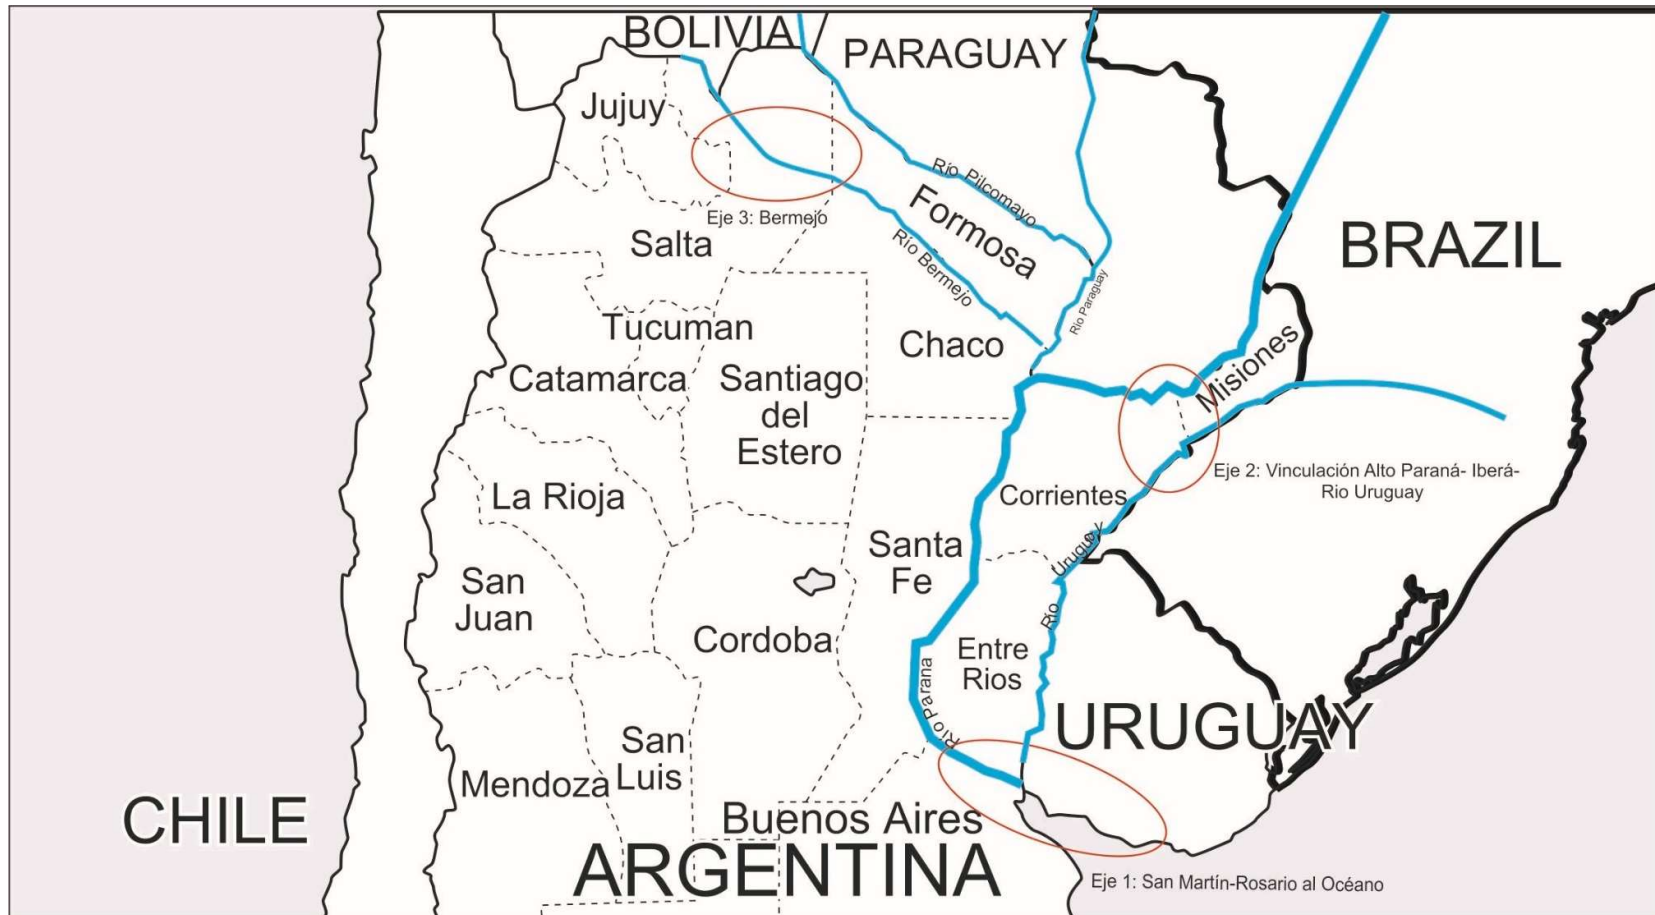 BOLIVIA
PARAGUAY
Jujuy
Río Pilcomayo
Eje 3: Bermejo
Formosa
Salta
Río Bermejo
BRAZIL
Río Paraguay
Tucuman
Chaco
Misiones
Catamarca
Santiago
del
Estero
Eje 2: Vinculación Alto Paraná- Iberá-
Rio Uruguay
La Rioja
Corrientes
Santa
Fe
Río Uruguay
San
Juan
Cordoba
Entre
Rios
Río Parana
Río
URUGUAY
San
Luis
Mendoza
CHILE
Buenos Aires
ARGENTINA
Eje 1: San Martín-Rosario al Océano